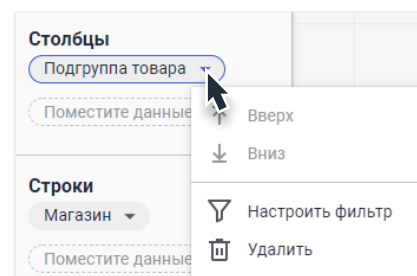 Столбцы
Подгруппа товара
Поместите данные
Вверх
Вниз
Строки
Магазин
Настроить фильтр
Поместите данные
Удалить